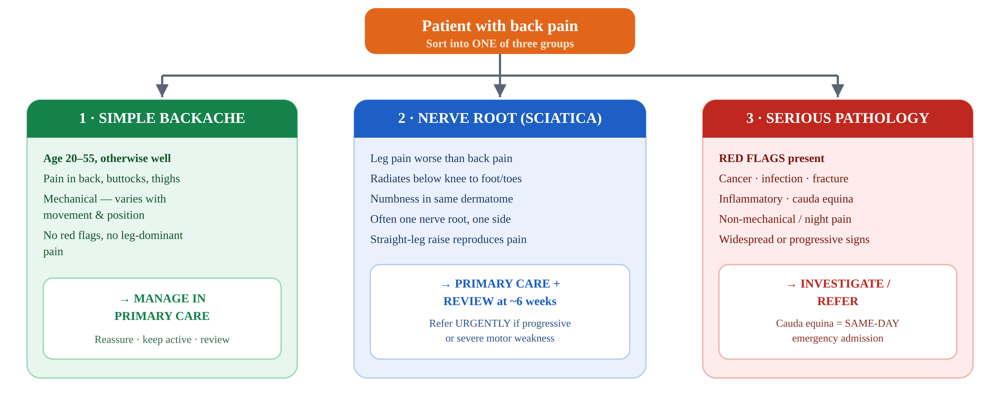 Patient with back pain
Sort into ONE of three groups
1 · SIMPLE BACKACHE
Age 20–55, otherwise well
Pain in back, buttocks, thighs
Mechanical — varies with
movement & position
No red flags, no leg-dominant
pain
→ MANAGE IN
PRIMARY CARE
Reassure · keep active · review
2 · NERVE ROOT (SCIATICA)
Leg pain worse than back pain
Radiates below knee to foot/toes
Numbness in same dermatome
Often one nerve root, one side
Straight-leg raise reproduces pain
→ PRIMARY CARE +
REVIEW at ~6 weeks
Refer URGENTLY if progressive
or severe motor weakness
3 · SERIOUS PATHOLOGY
RED FLAGS present
Cancer · infection · fracture
Inflammatory · cauda equina
Non-mechanical / night pain
Widespread or progressive signs
→ INVESTIGATE /
REFER
Cauda equina = SAME-DAY
emergency admission